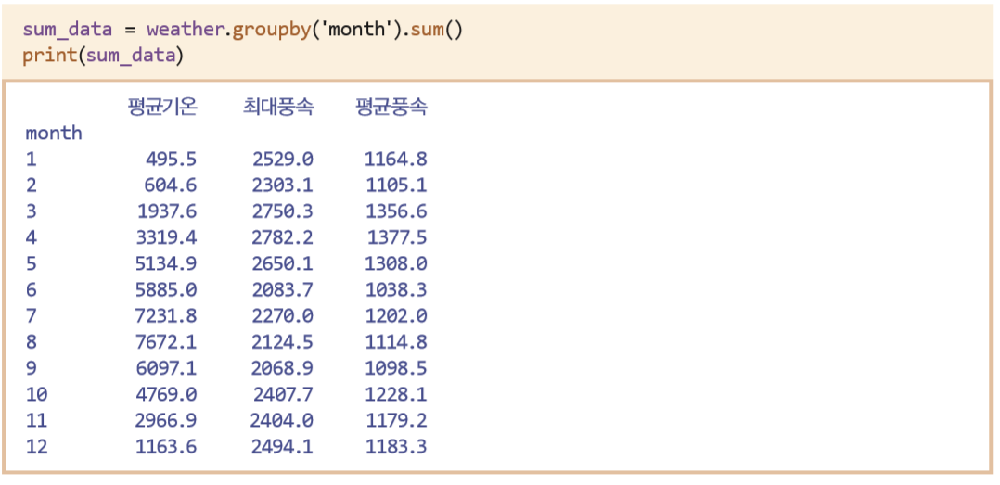 sum_data = weather.groupby('month').sum()
print(sum_data)
평균기온 최대풍속 평균풍속
month
1 495.5 2529.0 1164.8
2 604.6 2303.1 1105.1
3 1937.6 2750.3 1356.6
4 3319.4 2782.2 1377.5
5 5134.9 2650.1 1308.0
6 5885.0 2083.7 1038.3
7 7231.8 2270.0 1202.0
8 7672.1 2124.5 1114.8
9 6097.1 2068.9 1098.5
10 4769.0 2407.7 1228.1
11 2966.9 2404.0 1179.2
12 1163.6 2494.1 1183.3